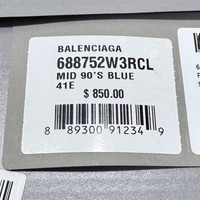 BALENCIAGA
688752W3RCL
MID 90'S BLUE
41E
$ 850.00
8 89300 91234 9